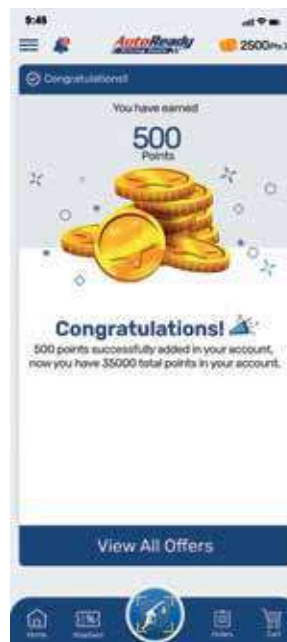 9:48
AutoReady
2500Pts.
Congratulations!!
You have earned
500
Points
Congratulations!
500 points successfully added in your account,
now you have 35000 total points in your account.
View All Offers
Home
Orders
Cart